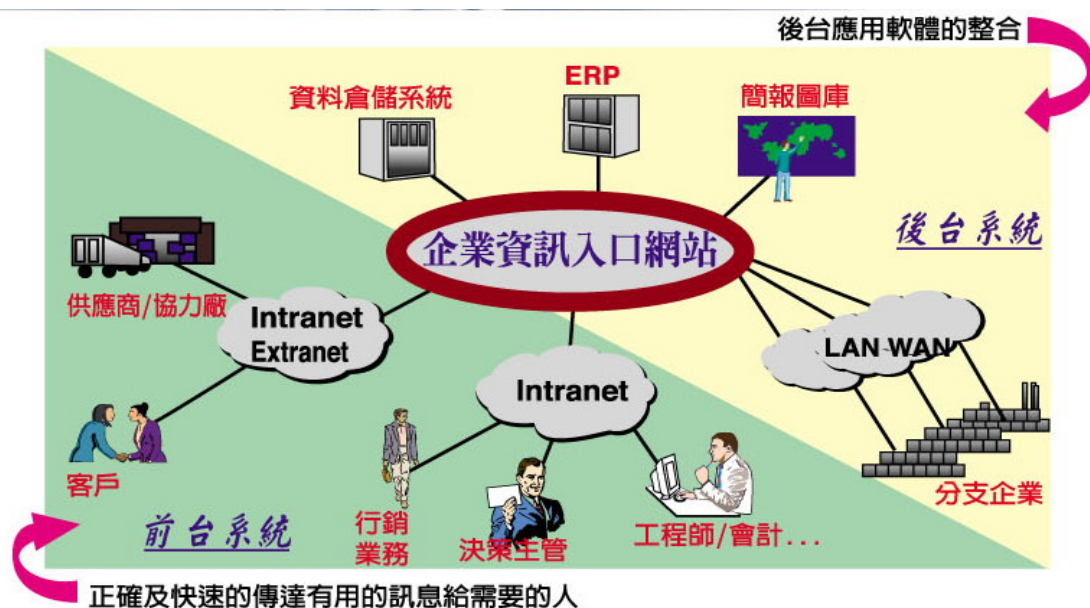 後台應用軟體的整合
ERP
資料倉儲系統
簡報圖庫
企業資訊入口網站
後台系統
供應商/協力廠
Intranet
Extranet
LAN WAN
Intranet
客戶
行銷
業務
決策主管
工程師/會計...
分支企業
前台系統
正確及快速的傳達有用的訊息給需要的人